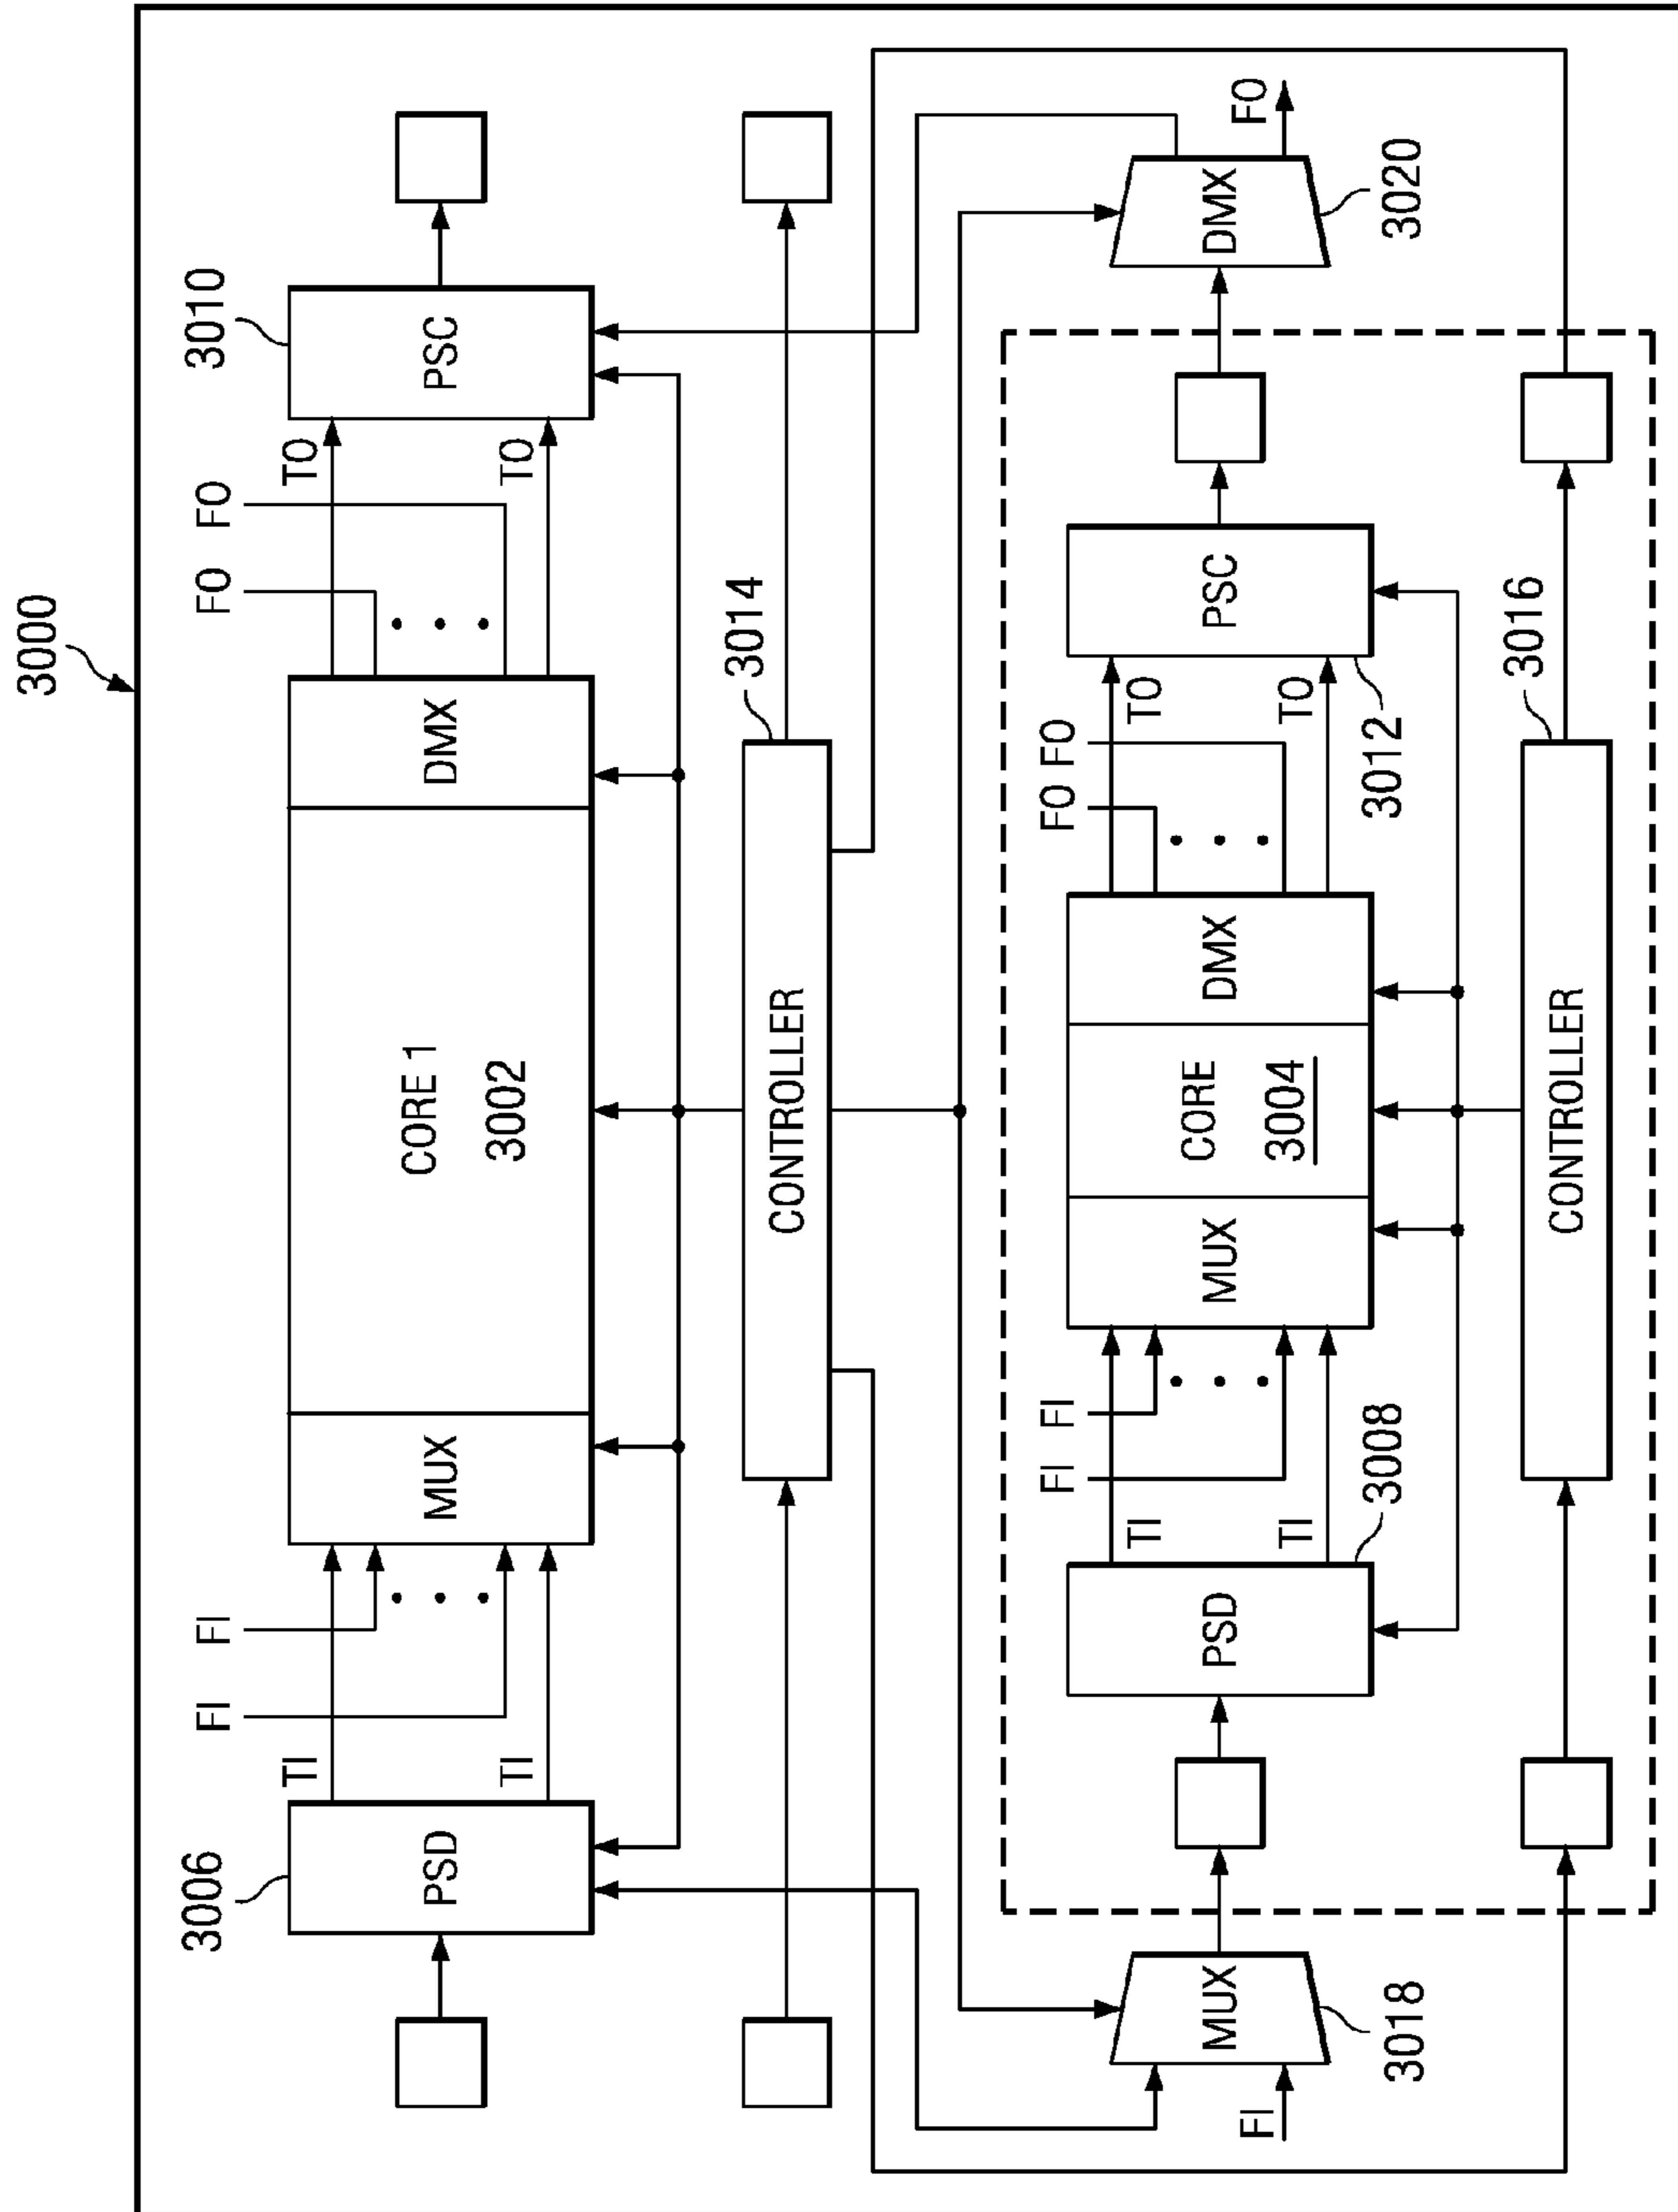 3000
3006
3010
FI
FI
FO
FO
TI
TI
TO
TO
PSD
MUX
CORE 1
3002
DMX
PSC
3014
CONTROLLER
FI
3018
MUX
DMX
FO
3020
PSD
3008
TI
TI
FI
FI
MUX
CORE
3004
DMX
FO
FO
TO
TO
PSC
3012
CONTROLLER
3016